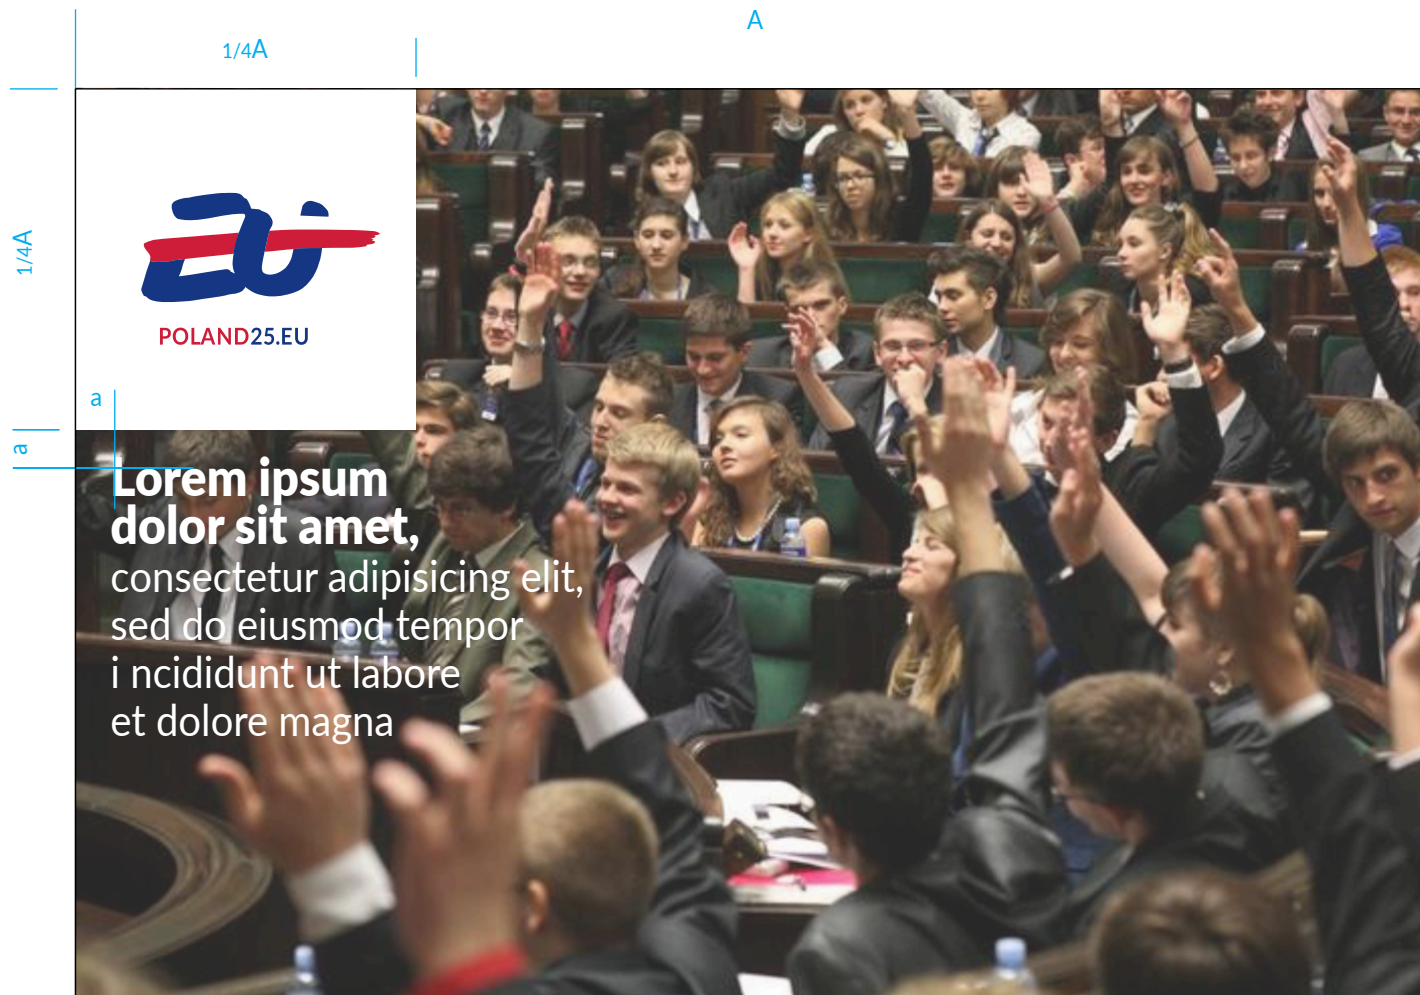 A
1/4A
1/4A
POLAND25.EU
a
a
Lorem ipsum
dolor sit amet,
consectetur adipisicing elit,
sed do eiusmod tempor
i ncididunt ut labore
et dolore magna